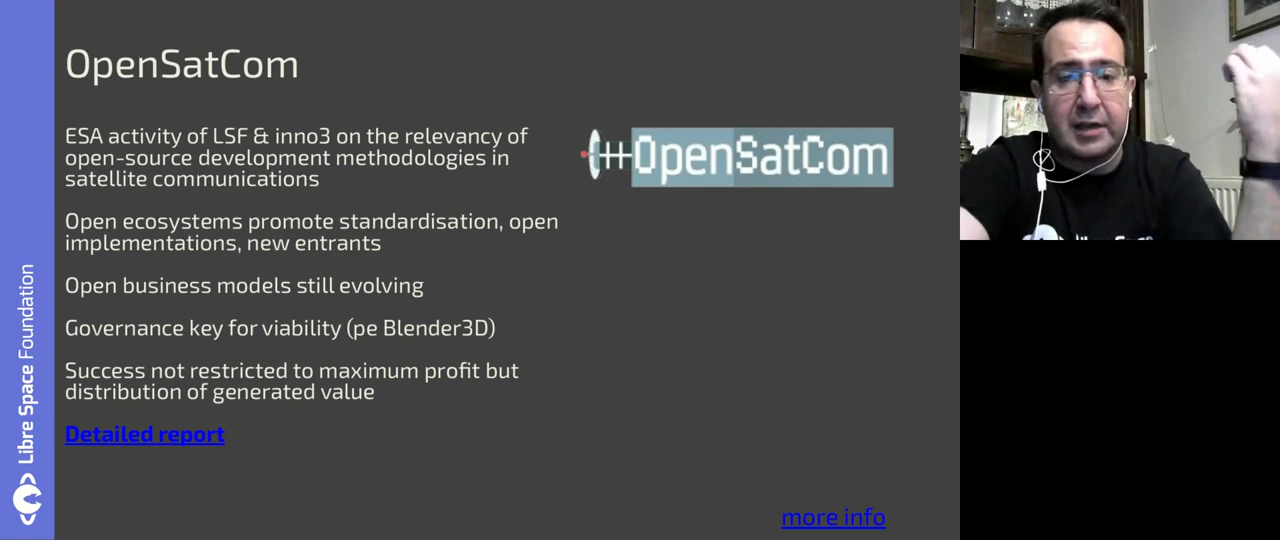 OpenSatCom
ESA activity of LSF & inno3 on the relevancy of
open-source development methodologies in
satellite communications
Open ecosystems promote standardisation, open
implementations, new entrants
Open business models still evolving
Governance key for viability (pe Blender3D)
Success not restricted to maximum profit but
distribution of generated value
Detailed report
more info
OpenSatCom
Libre Space Foundation
Libre Space